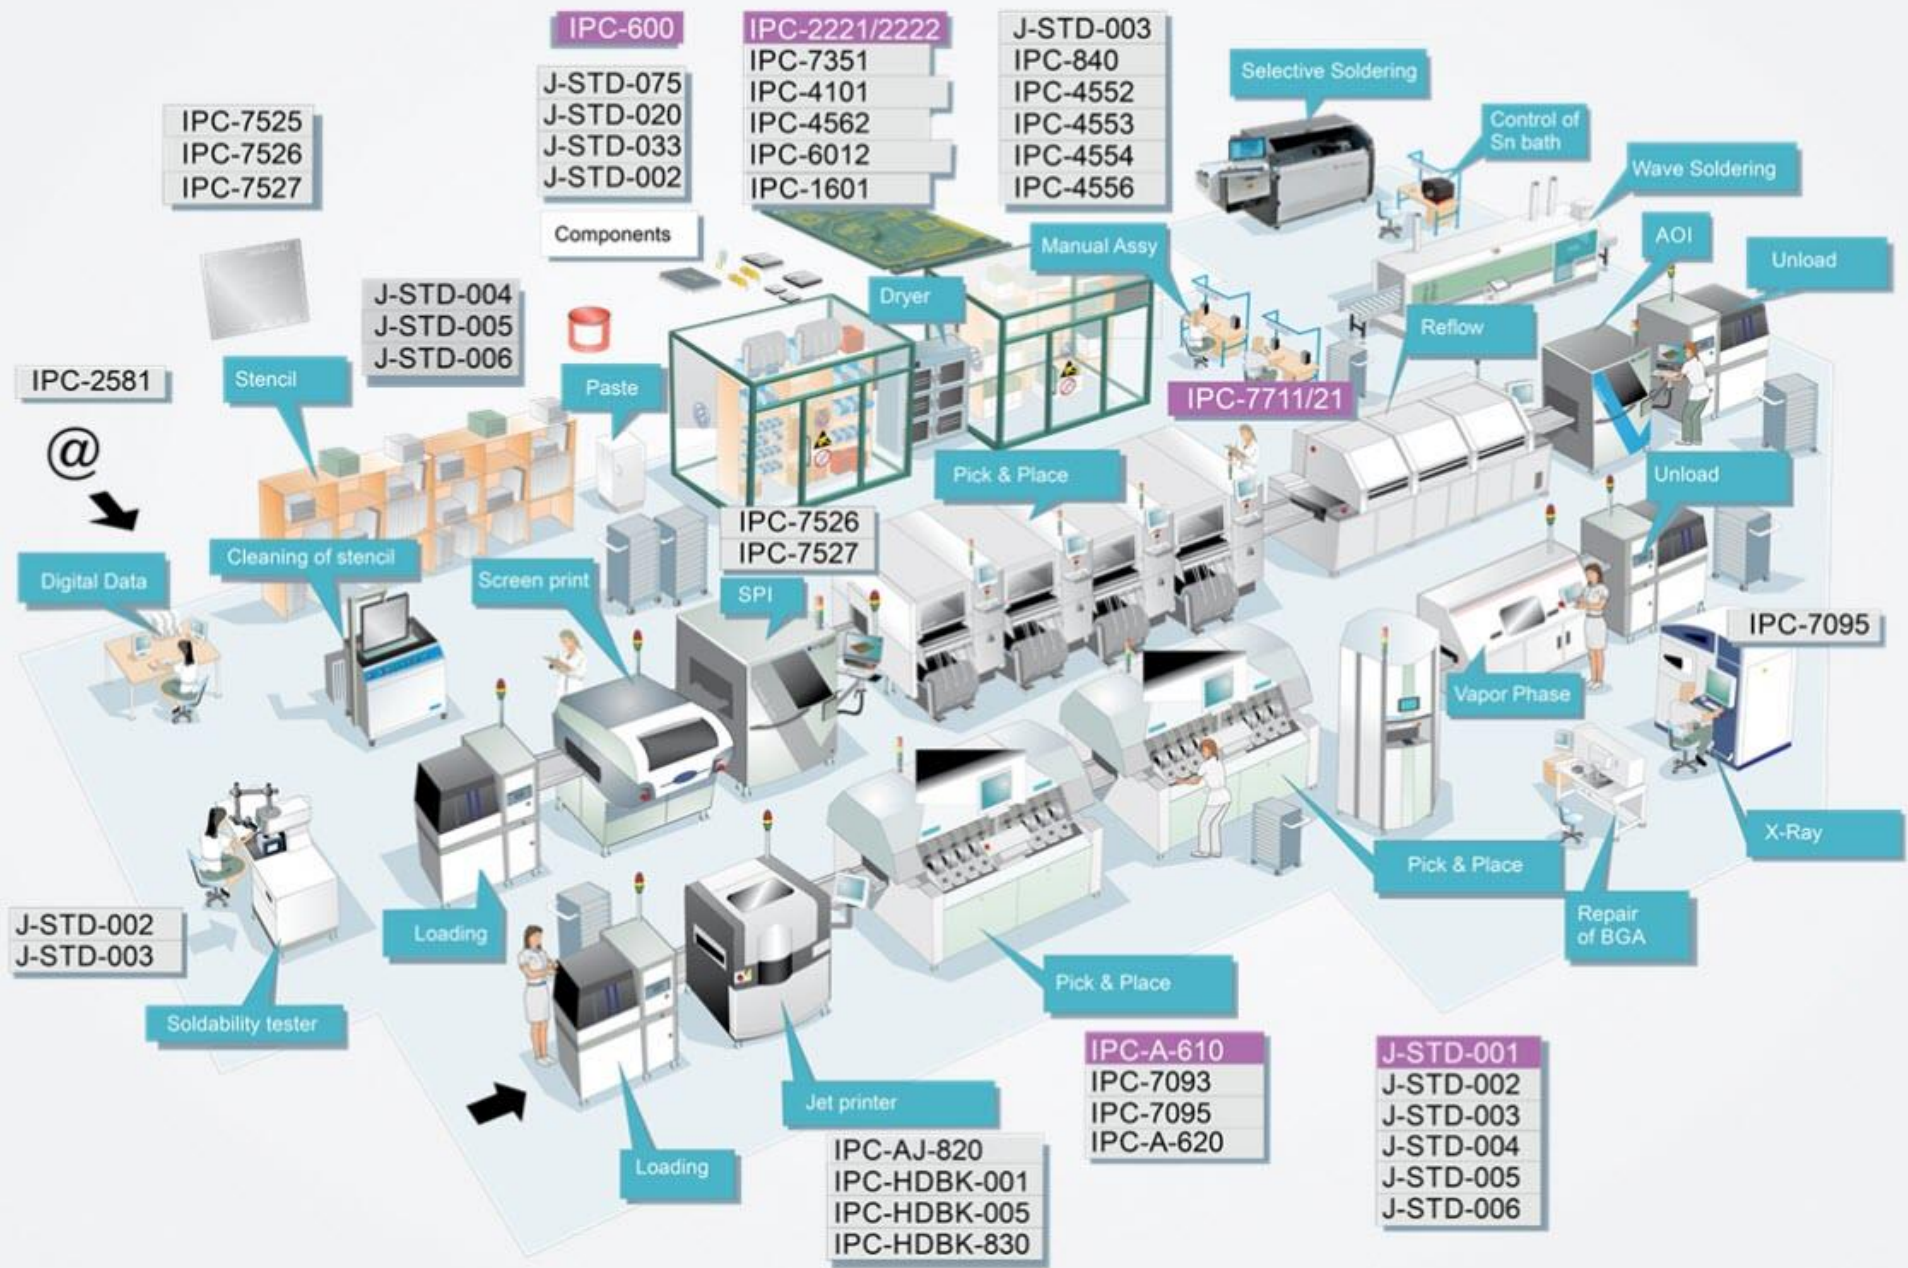 IPC-600
J-STD-075
J-STD-020
J-STD-033
J-STD-002
Components
IPC-2221/2222
IPC-7351
IPC-4101
IPC-4562
IPC-6012
IPC-1601
J-STD-003
IPC-840
IPC-4552
IPC-4553
IPC-4554
IPC-4556
Selective Soldering
Control of
Sn bath
Wave Soldering
AOI
Unload
IPC-7525
IPC-7526
IPC-7527
Manual Assy
Dryer
Reflow
J-STD-004
J-STD-005
J-STD-006
IPC-2581
Stencil
Paste
IPC-7711/21
@
Pick & Place
Unload
IPC-7526
IPC-7527
SPI
Digital Data
Cleaning of stencil
Screen print
IPC-7095
Vapor Phase
X-Ray
Pick & Place
Repair
of BGA
J-STD-002
J-STD-003
Loading
Soldability tester
Pick & Place
Jet printer
Loading
IPC-A-610
IPC-7093
IPC-7095
IPC-A-620
J-STD-001
J-STD-002
J-STD-003
J-STD-004
J-STD-005
J-STD-006
IPC-AJ-820
IPC-HDBK-001
IPC-HDBK-005
IPC-HDBK-830